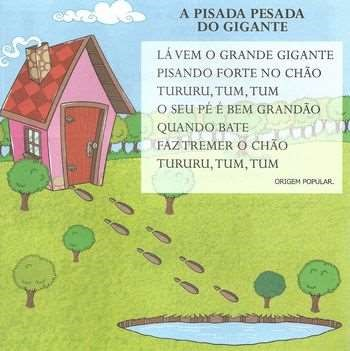 A PISADA PESADA
DO GIGANTE
LÁ VEM O GRANDE GIGANTE
PISANDO FORTE NO CHÃO
TURURU, TUM, TUM
O SEU PÉ É BEM GRANDÃO
QUANDO BATE
FAZ TREMER O CHÃO
TURURU, TUM, TUM
ORIGEM POPULAR.